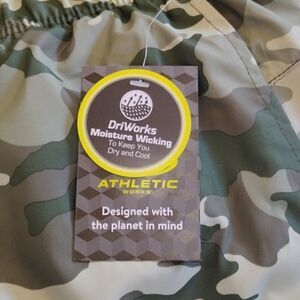 DriWorks
Moisture Wicking
To Keep You
Dry and Cool
ATHLETIC
WORKS
Designed with
the planet in mind